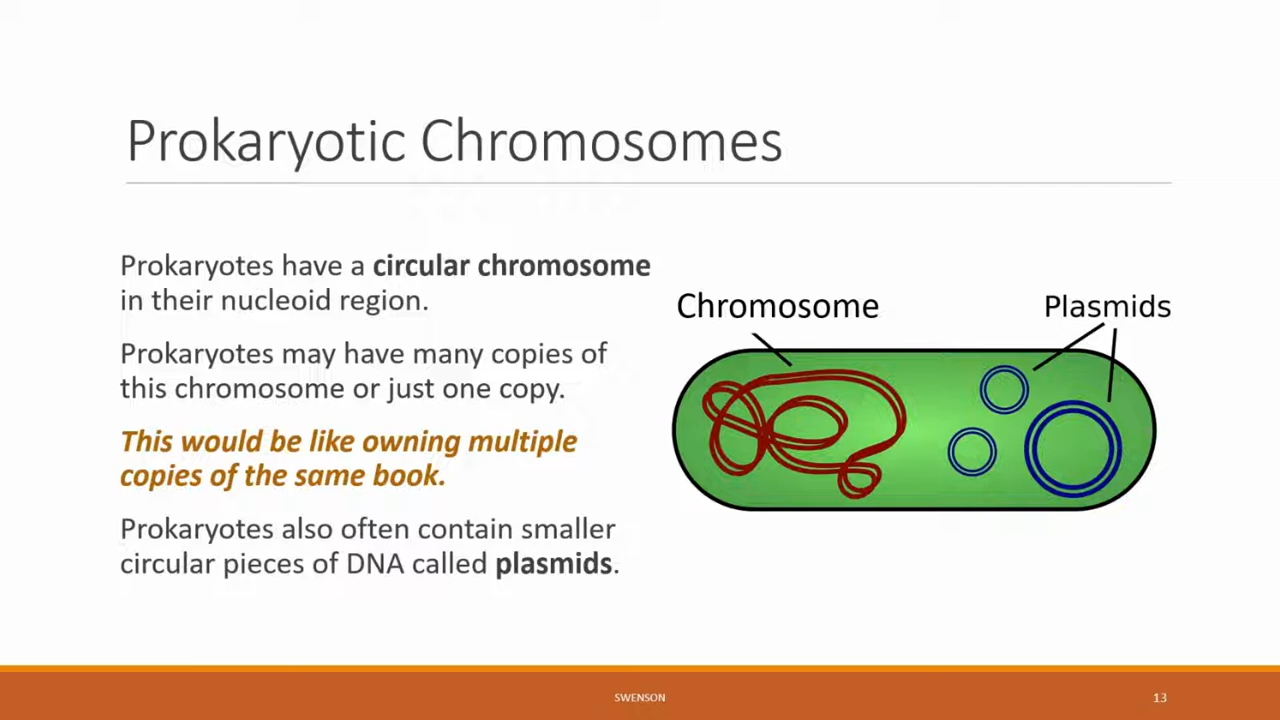 Prokaryotic Chromosomes
Prokaryotes have a circular chromosome
in their nucleoid region.
Prokaryotes may have many copies of
this chromosome or just one copy.
This would be like owning multiple
copies of the same book.
Prokaryotes also often contain smaller
circular pieces of DNA called plasmids.
Chromosome
Plasmids
SWENSON
13